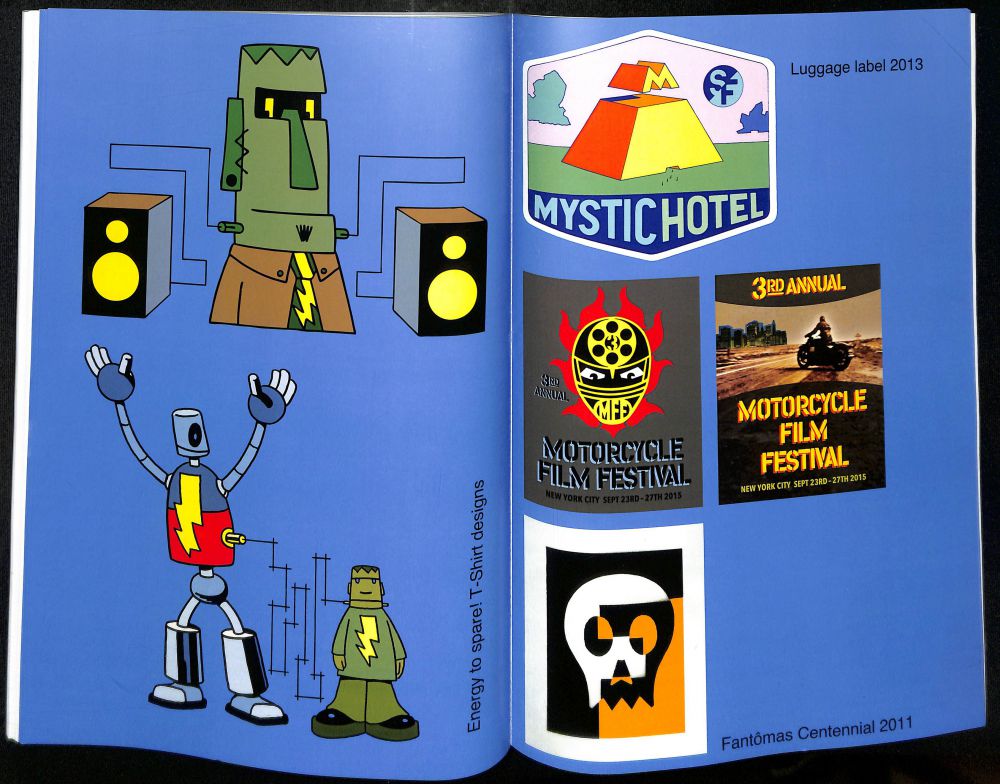 Energy to spare! T-Shirt designs
M
S F F
MYSTIC HOTEL
Luggage label 2013
3
3RD
ANNUAL
MFF
MOTORCYCLE
FILM FESTIVAL
NEW YORK CITY SEPT 23RD - 27TH 2015
3RD ANNUAL
MOTORCYCLE
FILM
FESTIVAL
NEW YORK CITY SEPT 23RD - 27TH 2015
Fantômas Centennial 2011